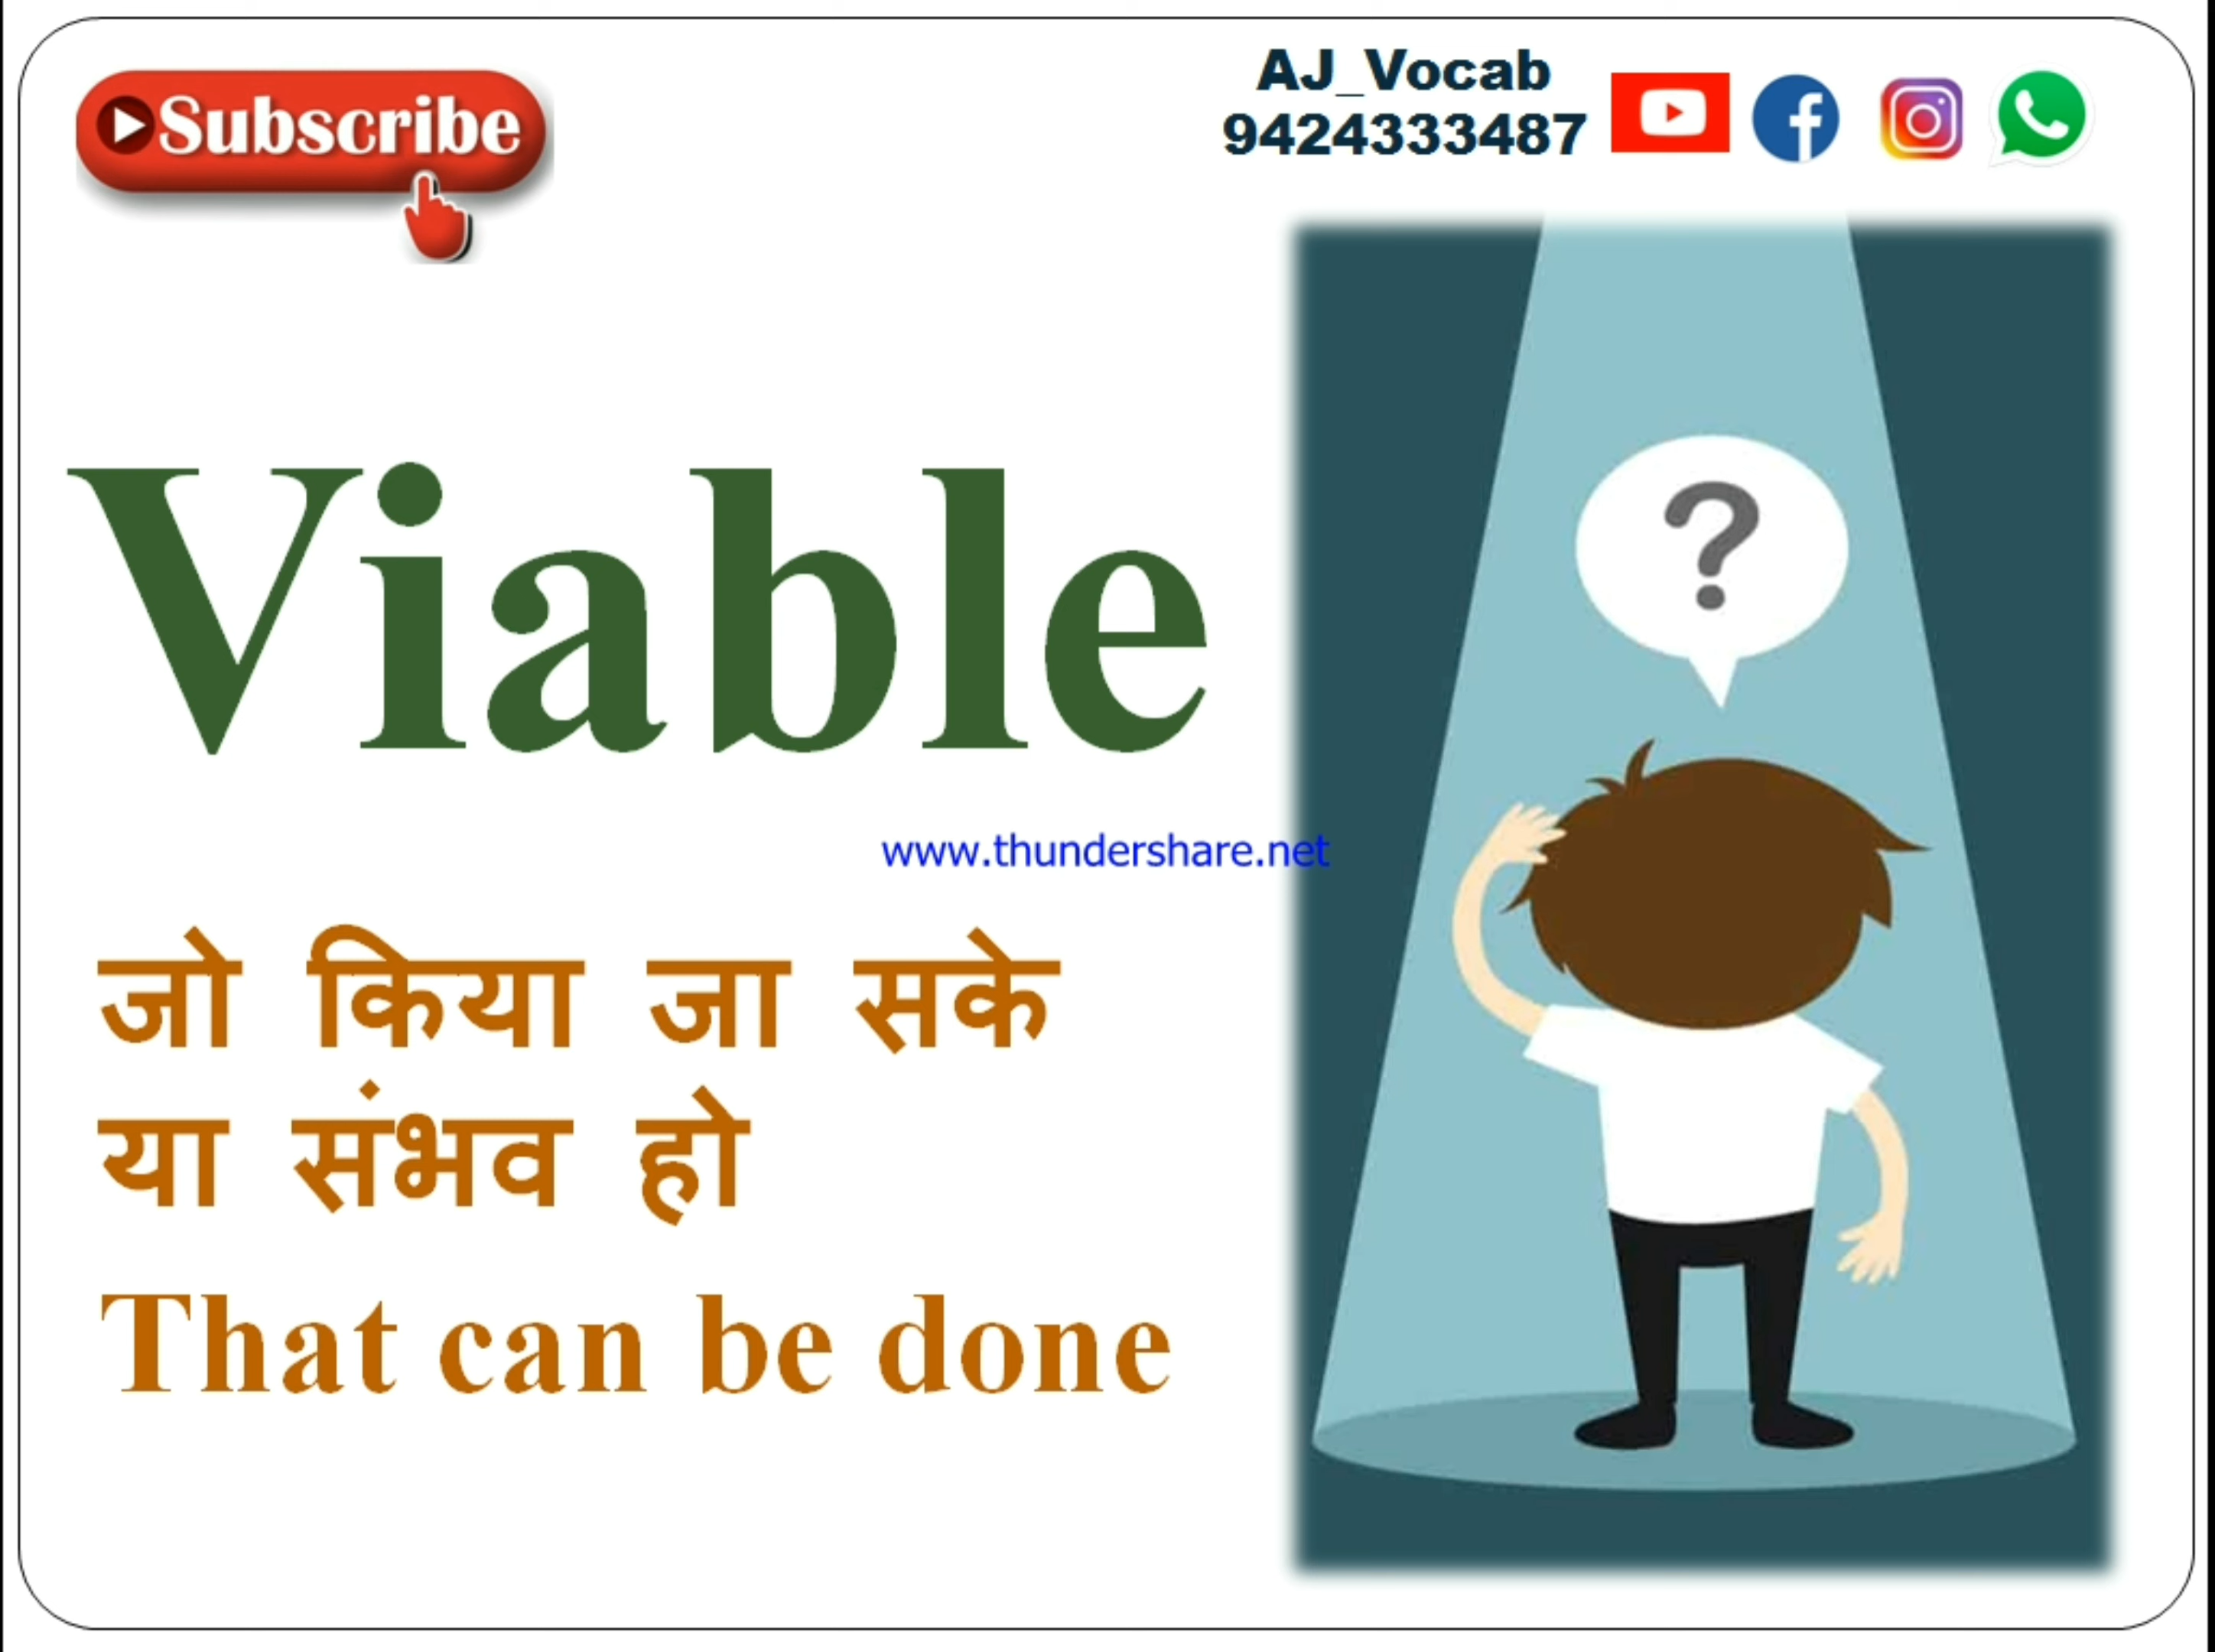 Subscribe
AJ_Vocab
9424333487
?
Viable
www.thundershare.net
जो किया जा सके
या संभव हो
That can be done